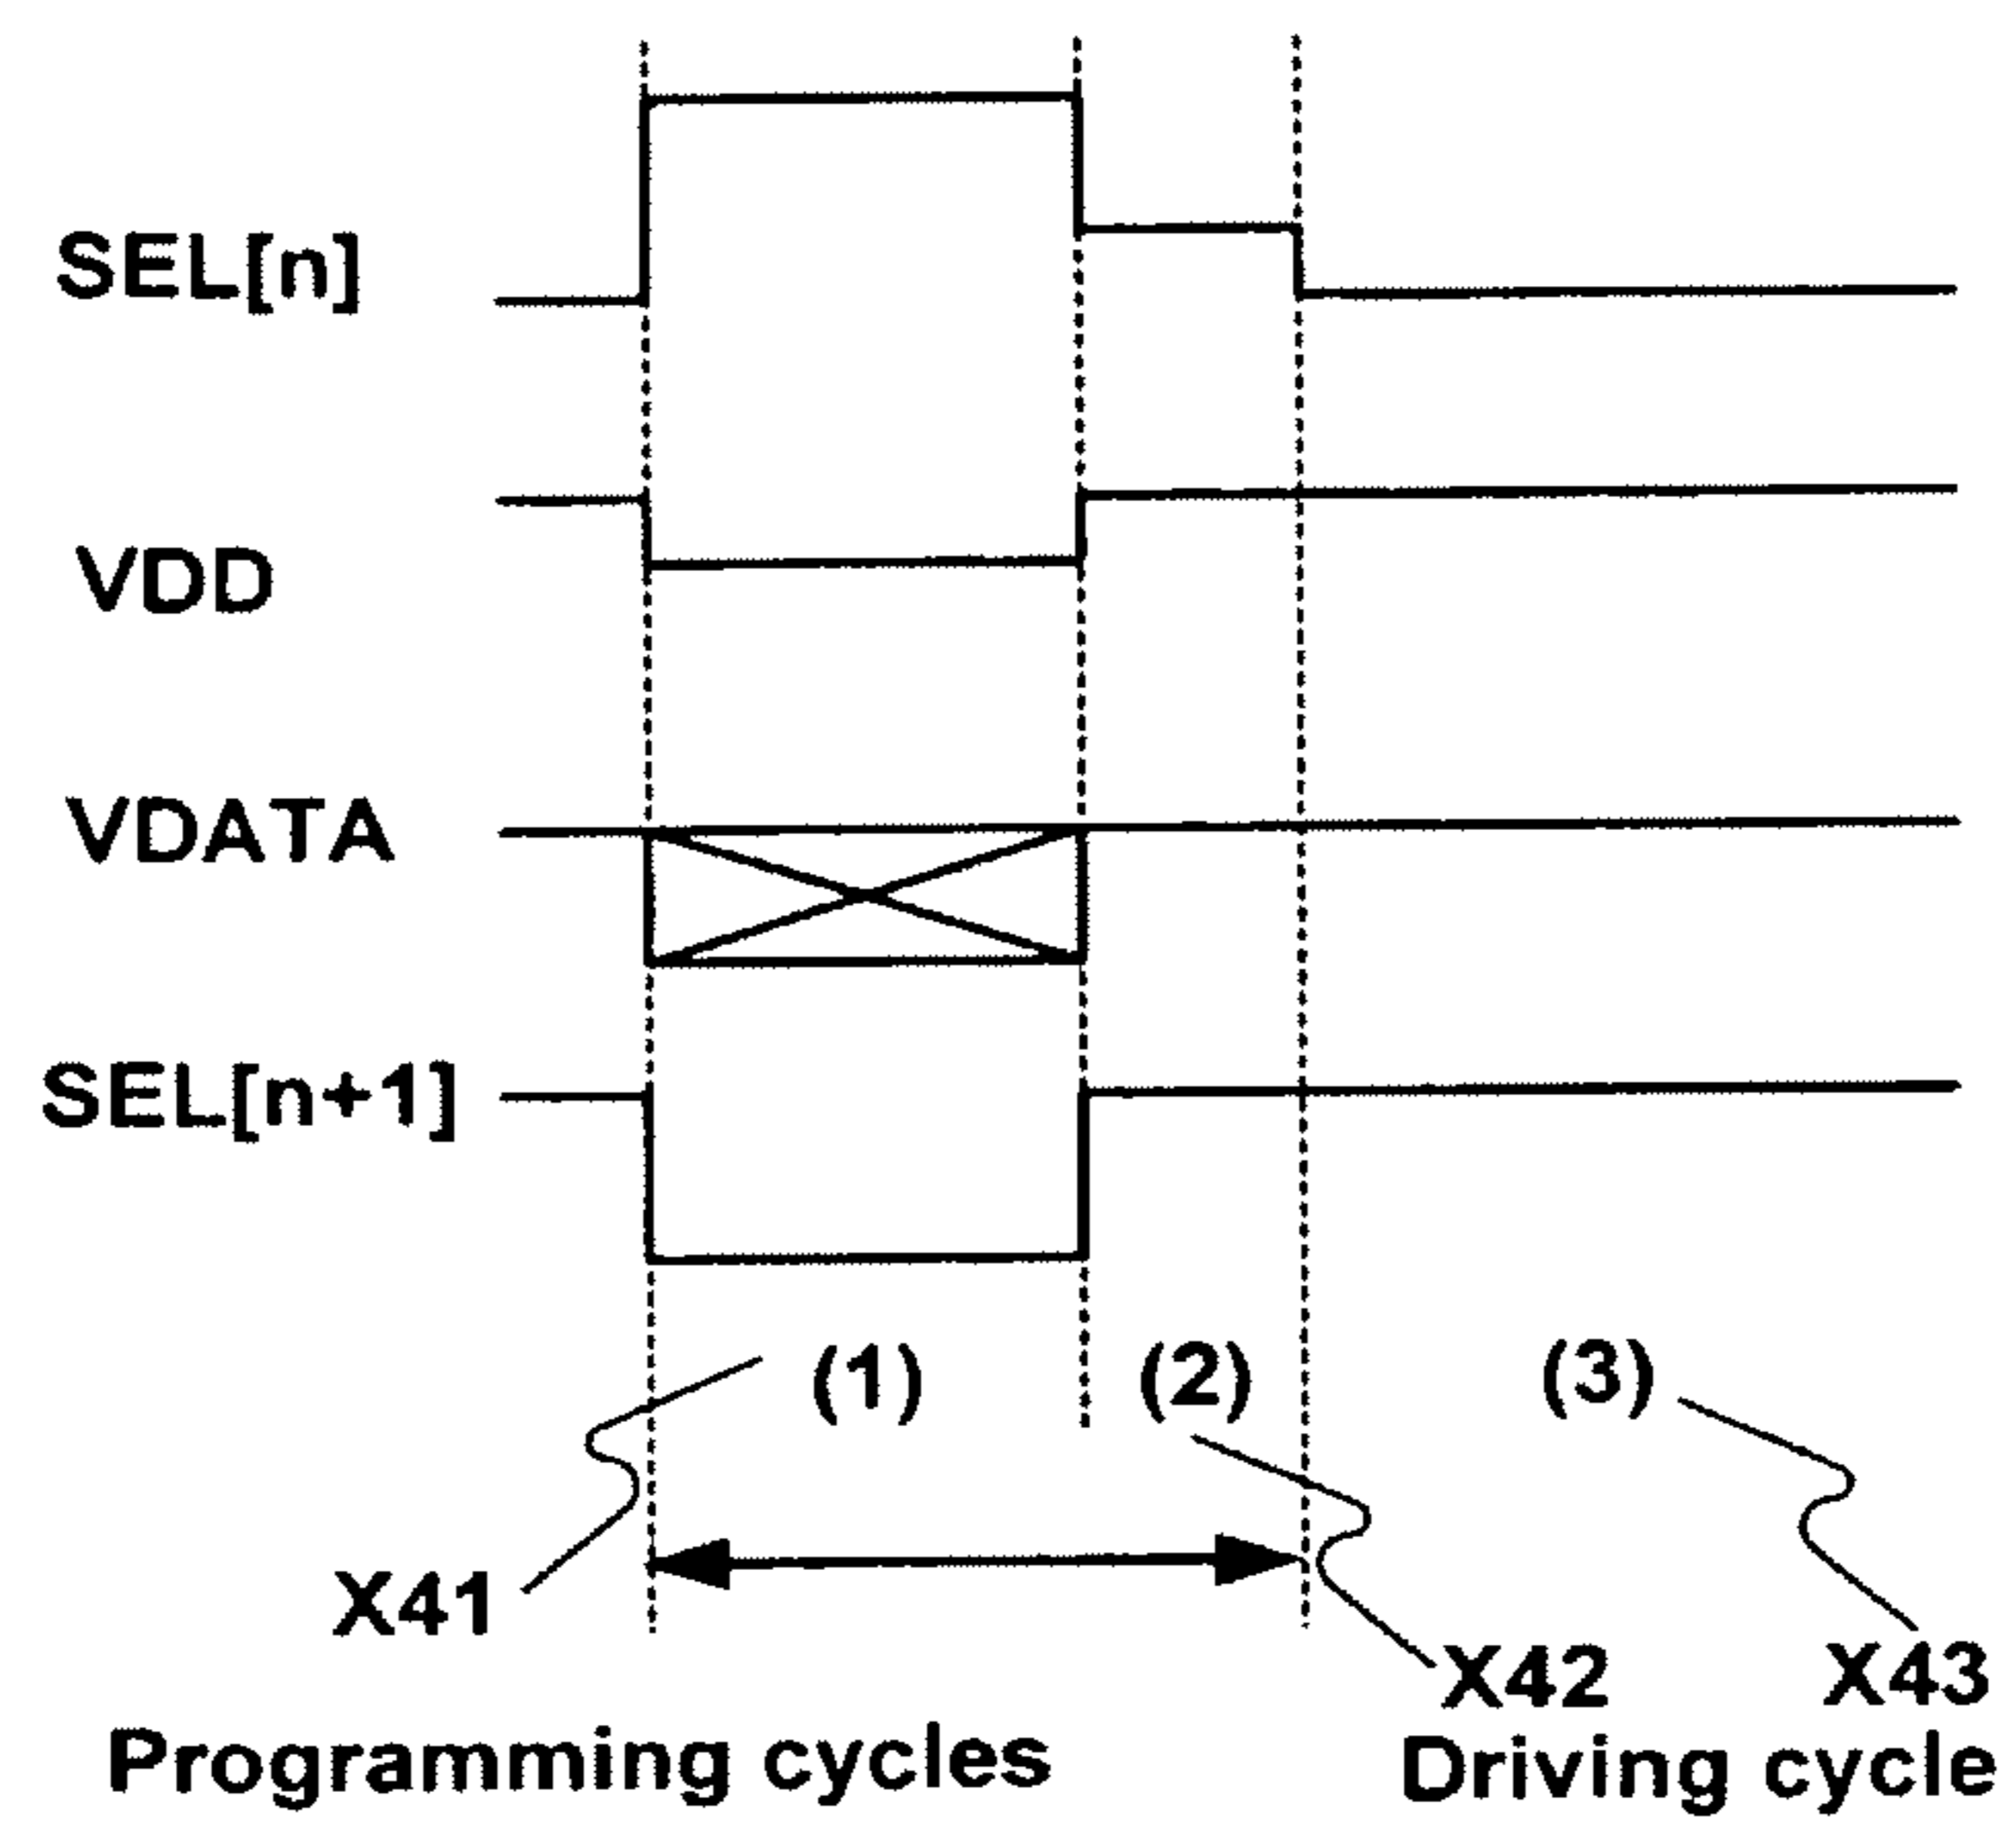 SEL[n]
VDD
VDATA
SEL[n+1]
(1) (2) (3)
X41 X42 X43
Programming cycles Driving cycle